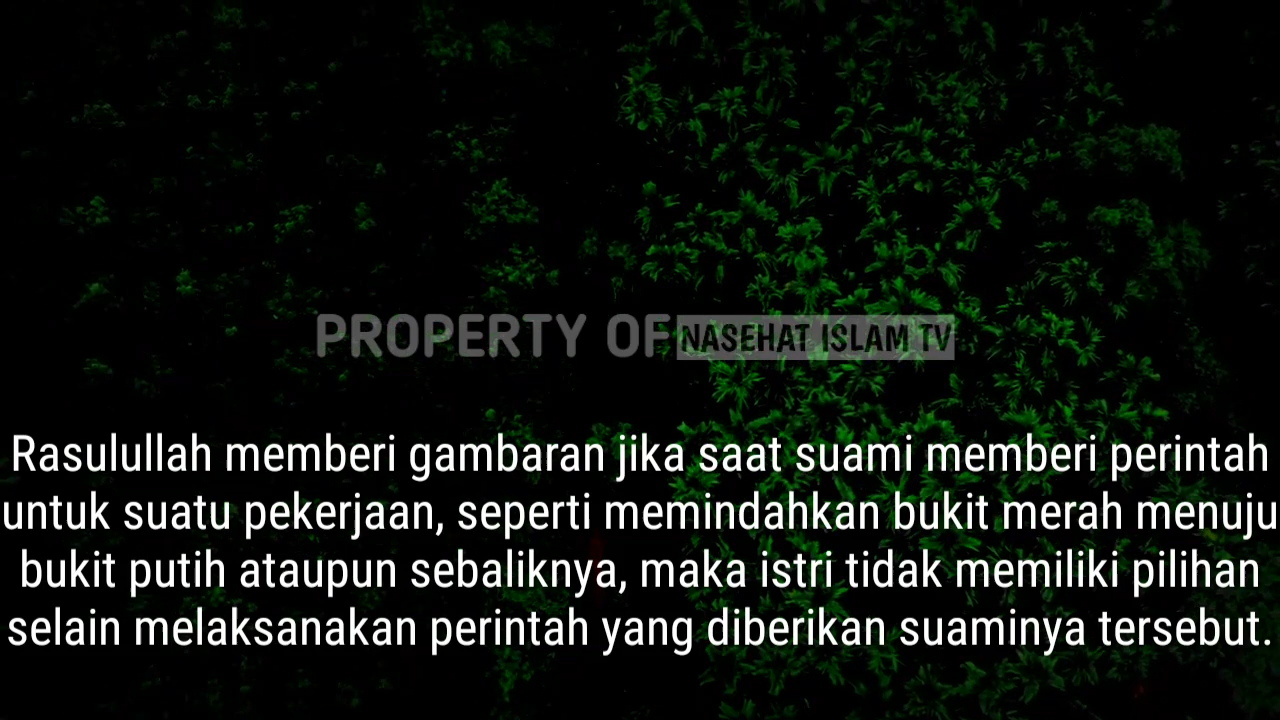 PROPERTY OF NASEHAT ISLAM TV
Rasulullah memberi gambaran jika saat suami memberi perintah
untuk suatu pekerjaan, seperti memindahkan bukit merah menuju
bukit putih ataupun sebaliknya, maka istri tidak memiliki pilihan
selain melaksanakan perintah yang diberikan suaminya tersebut.